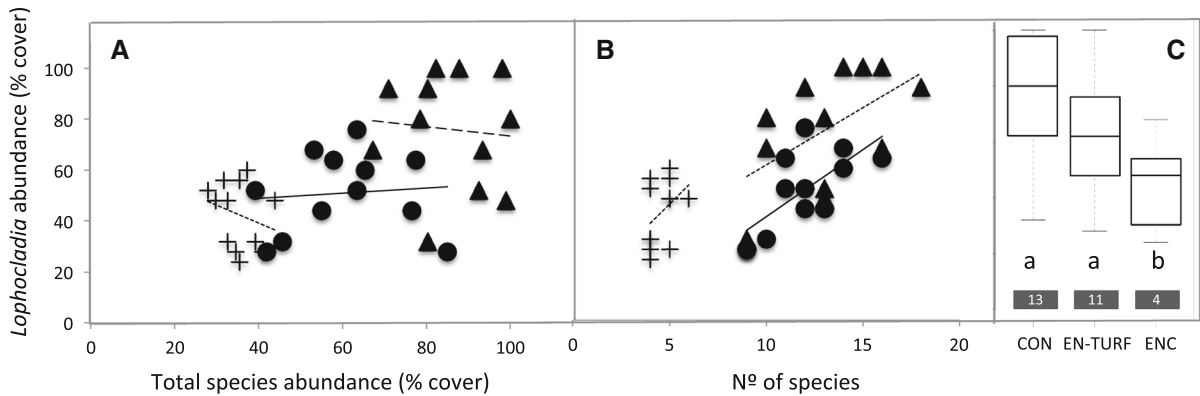 Lophocladia abundance (% cover)
A
B
C
100
80
60
40
20
0
0
20
40
60
80
100
Total species abundance (% cover)
0
5
10
15
20
Nº of species
a
a
b
13
11
4
CON
EN-TURF
ENC